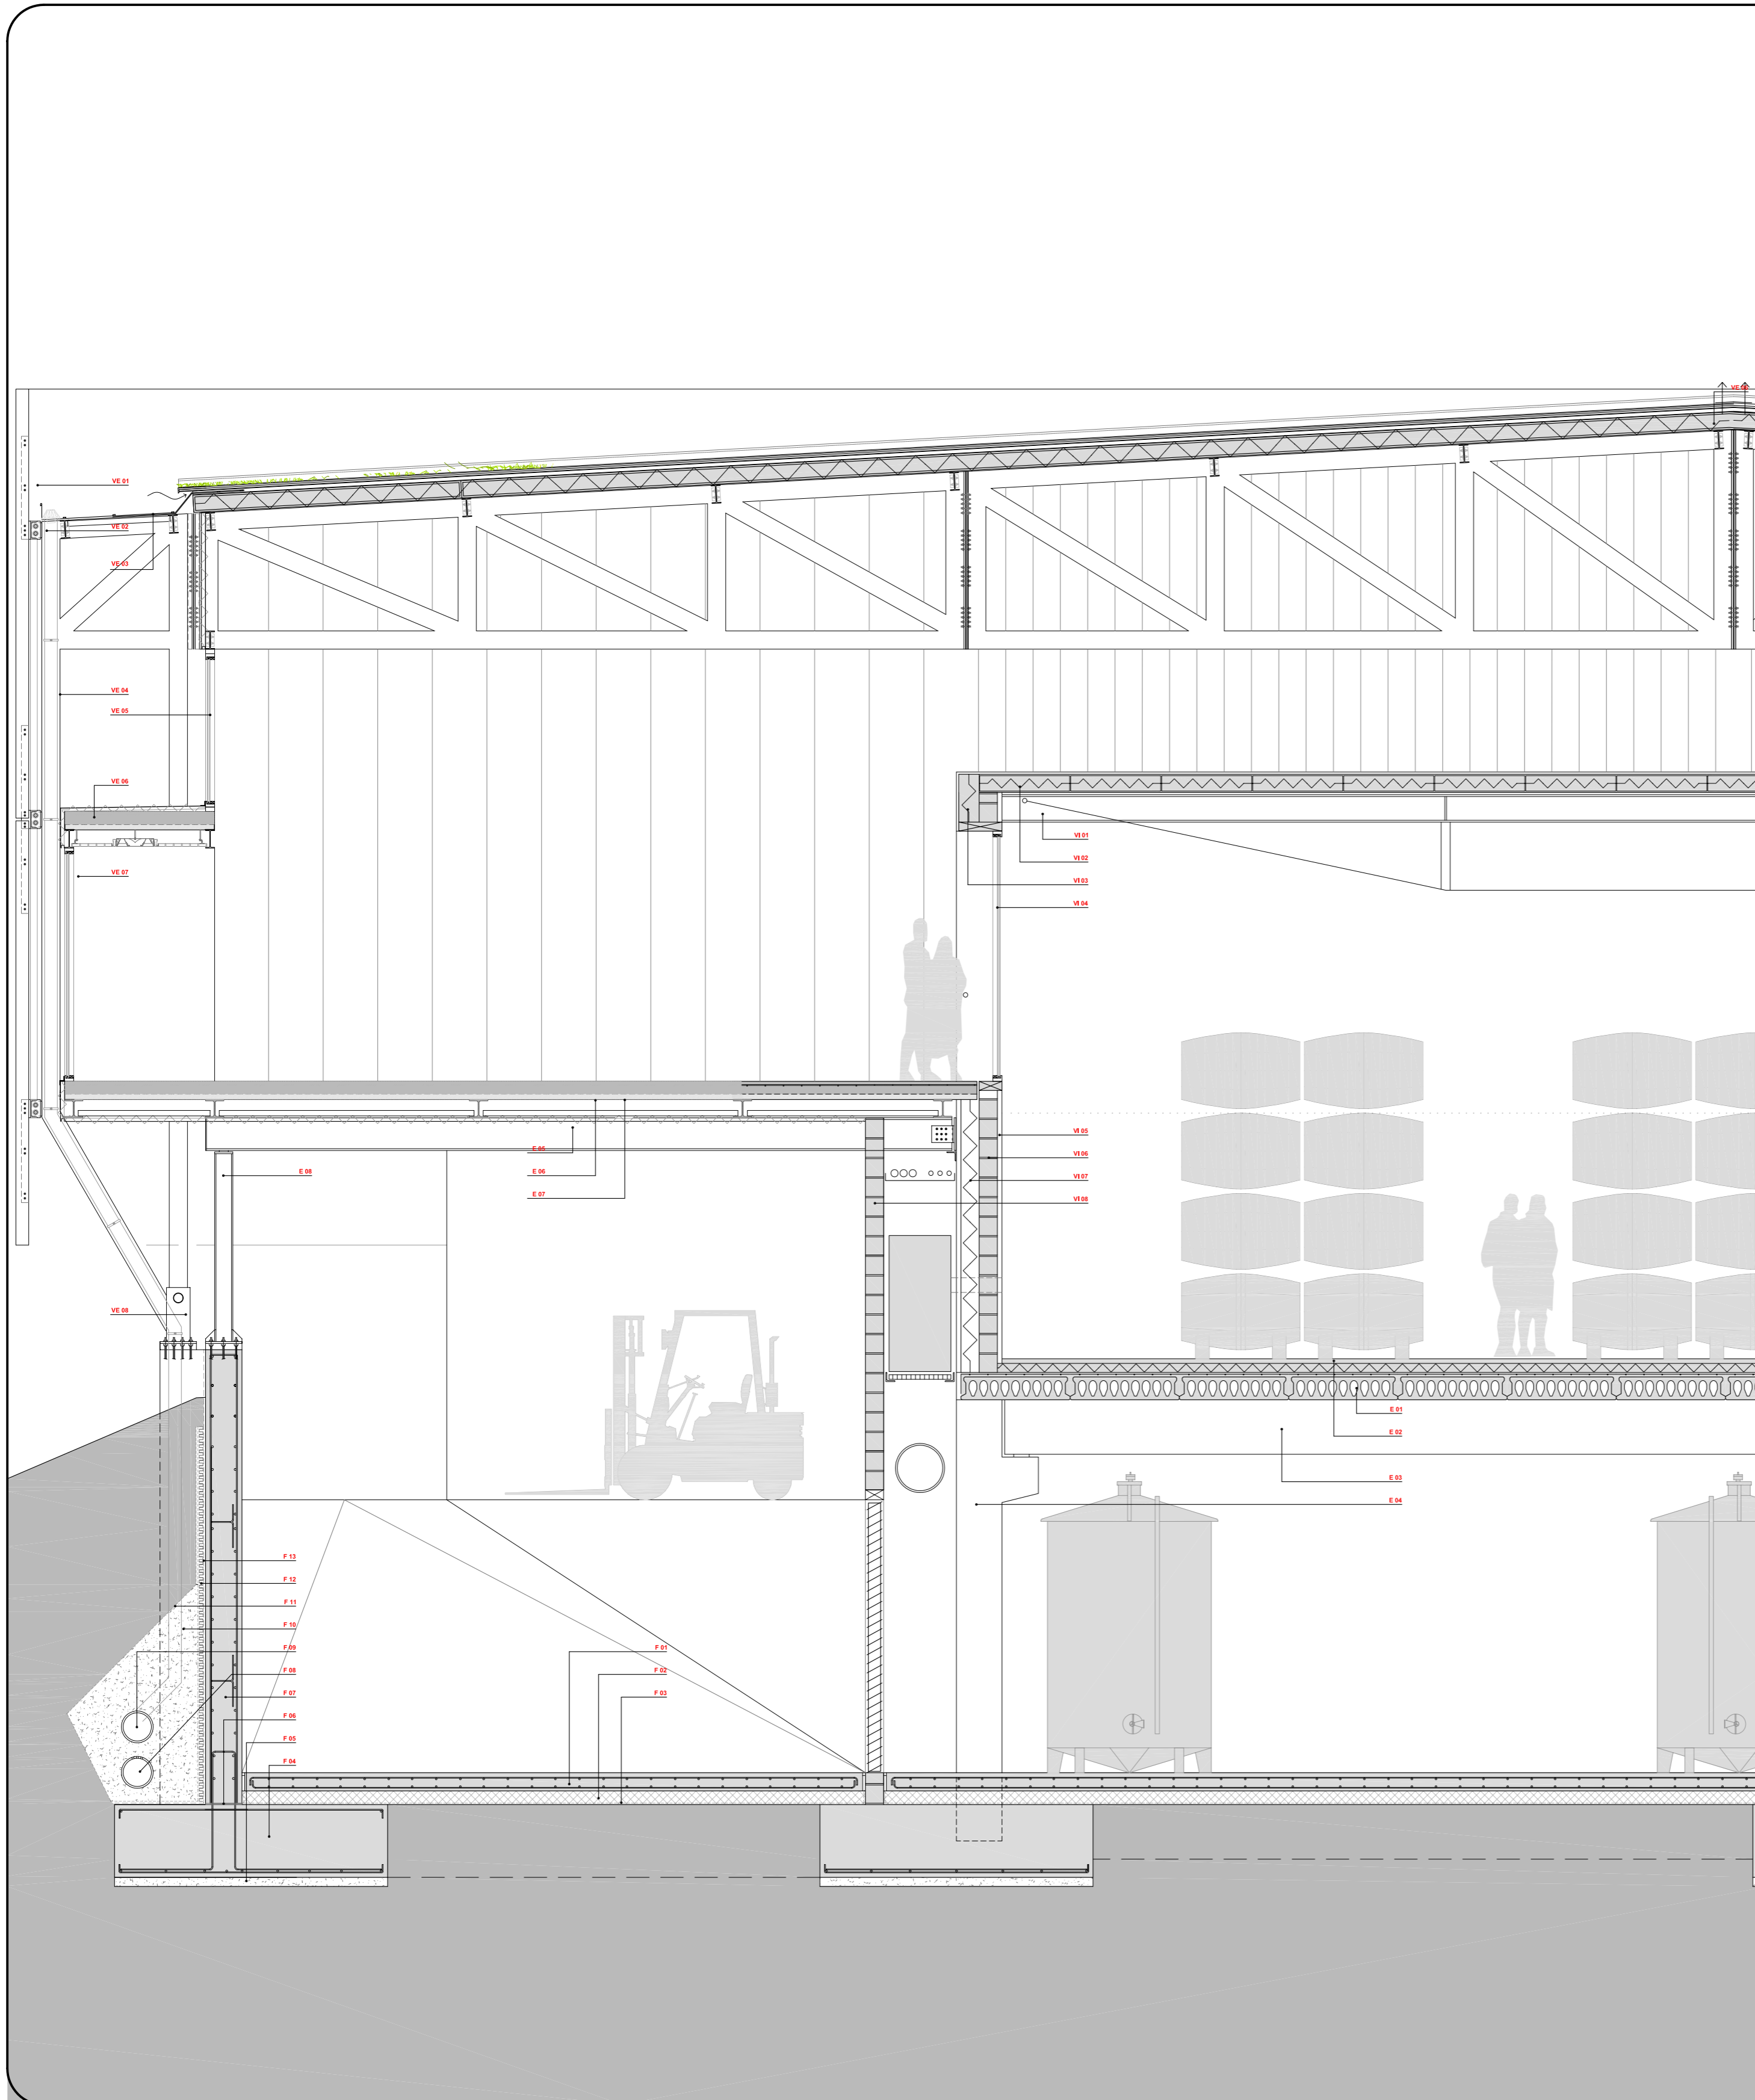 VE 01
VE 02
VE 03
VE 04
VE 05
VE 06
VE 07
VI 01
VI 02
VI 03
VI 04
VI 05
VI 06
VI 07
VI 08
E 05
E 06
E 07
E 08
VE 08
E 01
E 02
E 03
E 04
F 13
F 12
F 11
F 10
F 09
F 08
F 07
F 06
F 05
F 04
F 01
F 02
F 03